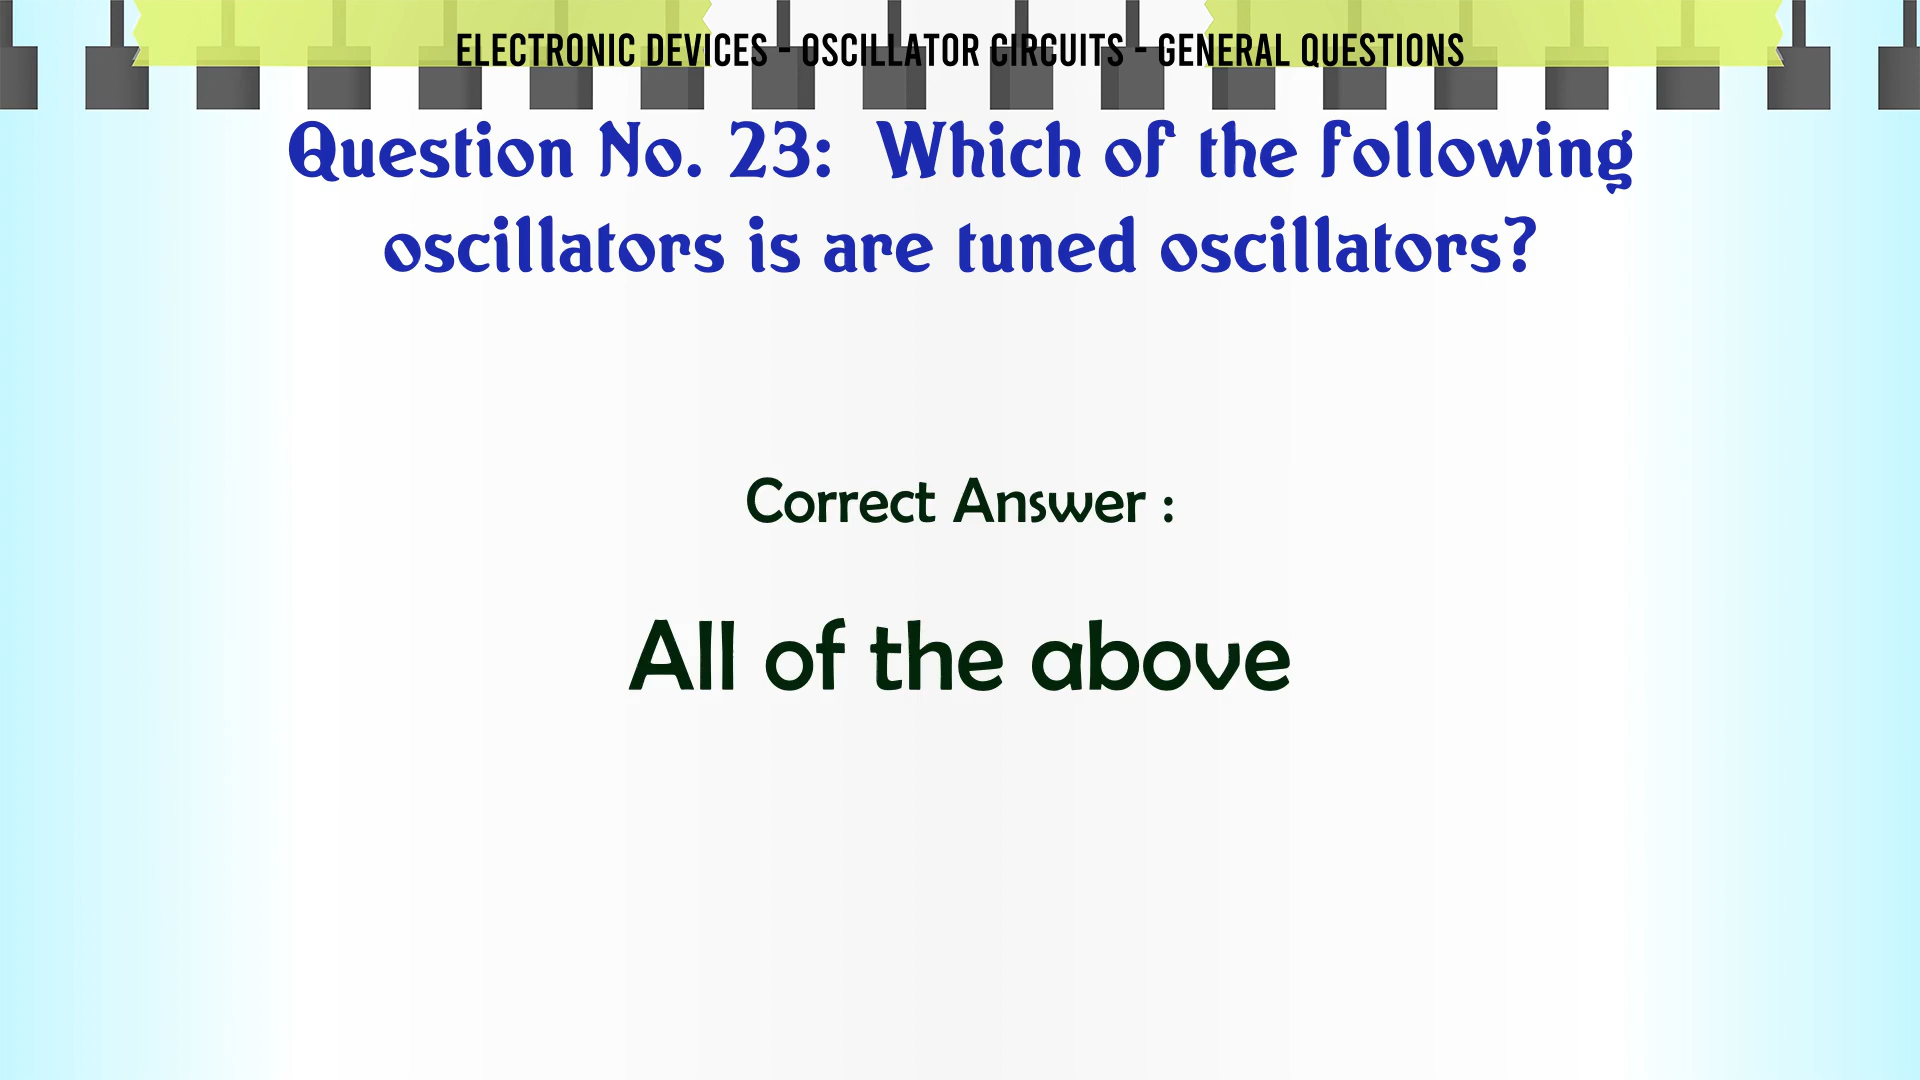 ELECTRONIC DEVICES - OSCILLATOR CIRCUITS - GENERAL QUESTIONS
Question No. 23: Which of the following
oscillators is are tuned oscillators?
Correct Answer :
All of the above